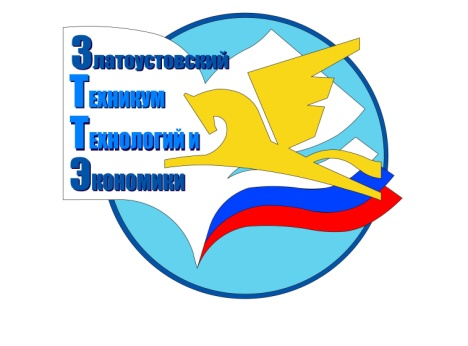 Златоустовский
Техникум
Технологий и
Экономики